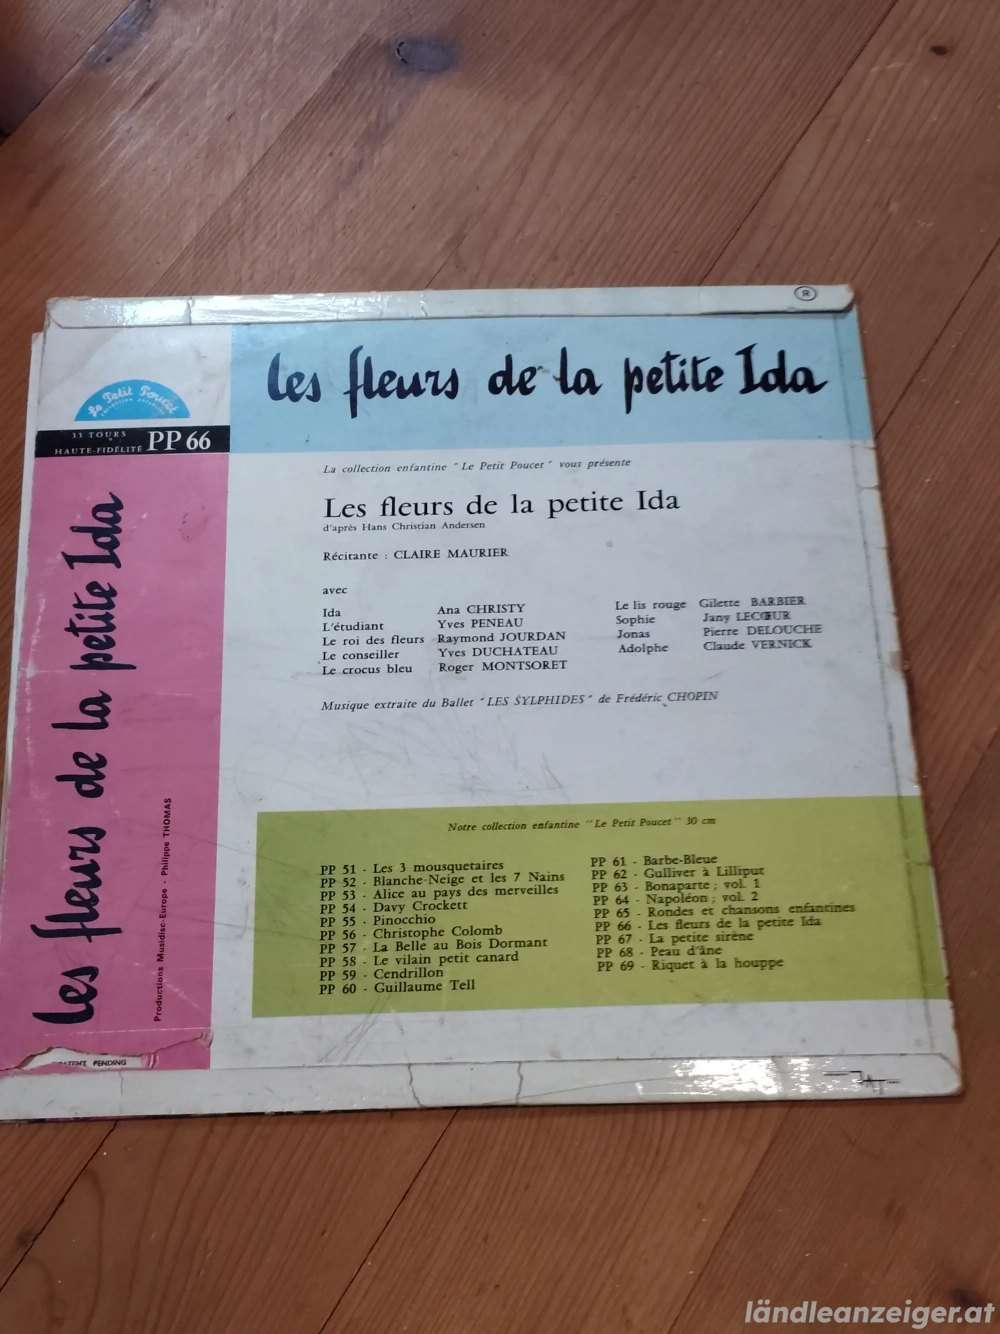 R
les fleurs de la petite Ida
Le Petit Poucet
33 TOURS
HAUTE-FIDÉLITÉ PP 66
La collection enfantine "Le Petit Poucet" vous présente
Les fleurs de la petite Ida
d'après Hans Christian Andersen
Récitante : CLAIRE MAURIER
avec
Ida Ana CHRISTY
L'étudiant Yves PENEAU
Le roi des fleurs Raymond JOURDAN
Le conseiller Yves DUCHATEAU
Le crocus bleu Roger MONTSORET
Le lis rouge Gilette BARBIER
Sophie Jany LECŒUR
Jonas Pierre DELOUCHE
Adolphe Claude VERNICK
Musique extraite du Ballet "LES SYLPHIDES" de Frédéric CHOPIN
les fleurs de la petite Ida
Productions Musidisc-Europe - Philippe THOMAS
Notre collection enfantine "Le Petit Poucet" 30 cm
PP 51 - Les 3 mousquetaires
PP 52 - Blanche-Neige et les 7 Nains
PP 53 - Alice au pays des merveilles
PP 54 - Davy Crockett
PP 55 - Pinocchio
PP 56 - Christophe Colomb
PP 57 - La Belle au Bois Dormant
PP 58 - Le vilain petit canard
PP 59 - Cendrillon
PP 60 - Guillaume Tell
PP 61 - Barbe-Bleue
PP 62 - Gulliver à Lilliput
PP 63 - Bonaparte ; vol. 1
PP 64 - Napoléon ; vol. 2
PP 65 - Rondes et chansons enfantines
PP 66 - Les fleurs de la petite Ida
PP 67 - La petite sirène
PP 68 - Peau d'âne
PP 69 - Riquet à la houppe
PENDING
ländleanzeiger.at